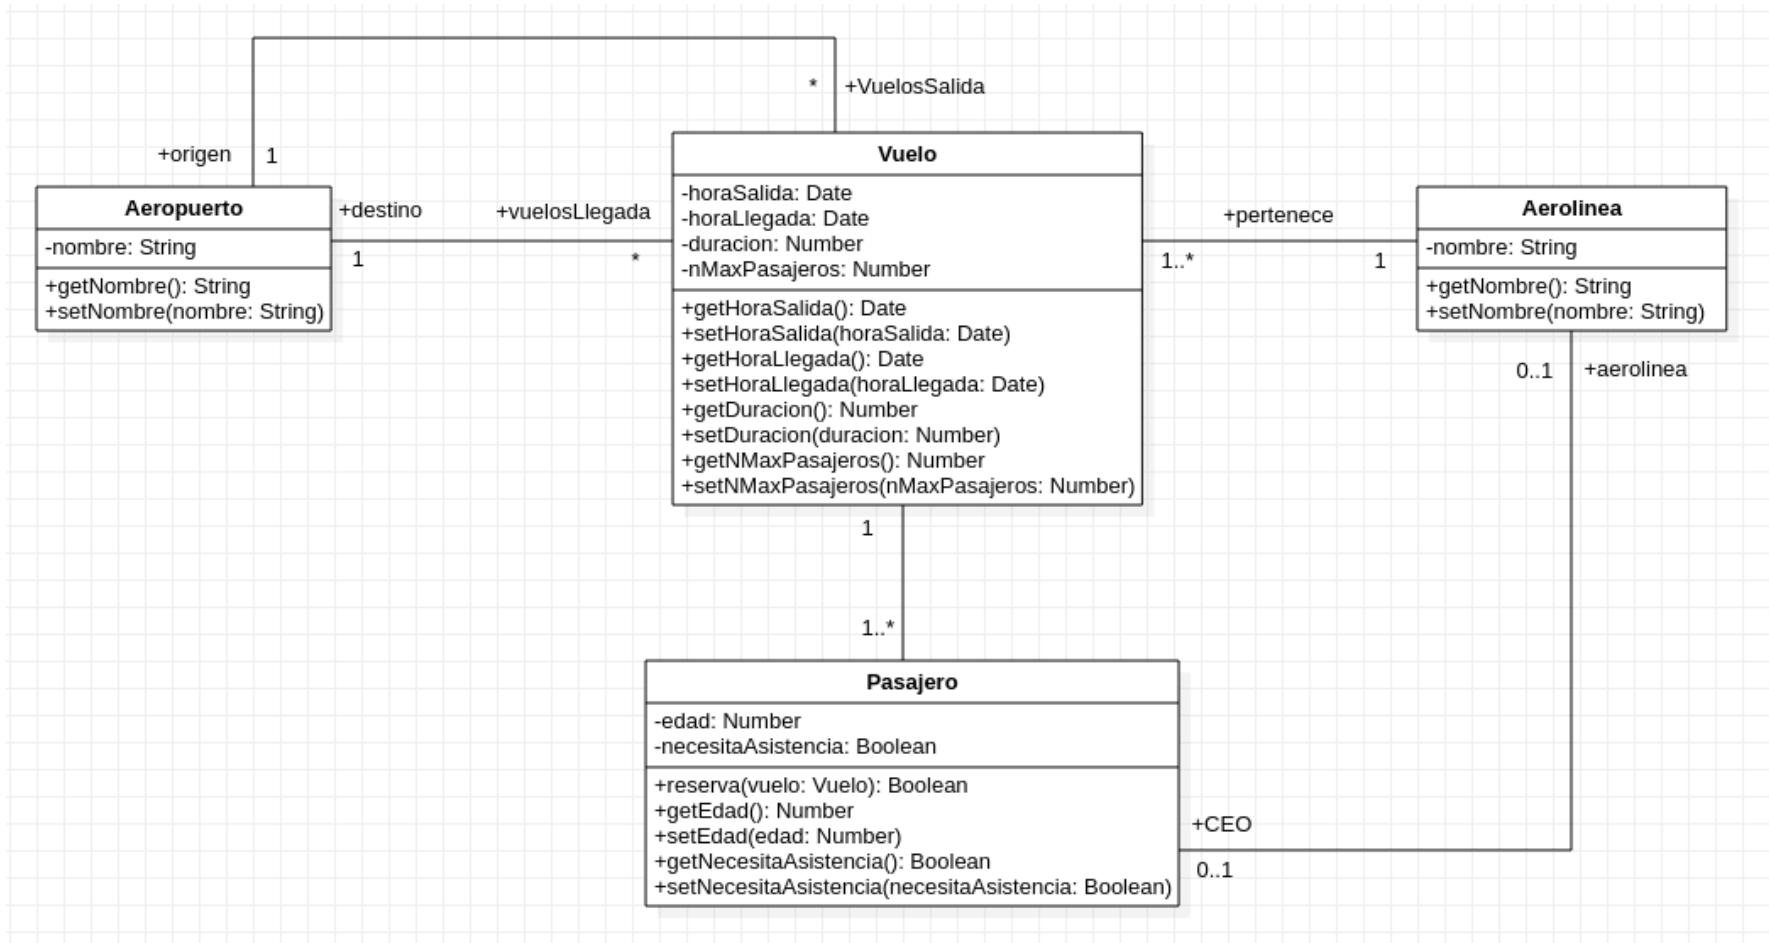 * +VuelosSalida
+origen 1
Aeropuerto
-nombre: String
+getNombre(): String
+setNombre(nombre: String)
+destino
1
+vuelosLlegada
*
Vuelo
-horaSalida: Date
-horaLlegada: Date
-duracion: Number
-nMaxPasajeros: Number
+getHoraSalida(): Date
+setHoraSalida(horaSalida: Date)
+getHoraLlegada(): Date
+setHoraLlegada(horaLlegada: Date)
+getDuracion(): Number
+setDuracion(duracion: Number)
+getNMaxPasajeros(): Number
+setNMaxPasajeros(nMaxPasajeros: Number)
+pertenece
1..* 1
Aerolinea
-nombre: String
+getNombre(): String
+setNombre(nombre: String)
0..1 +aerolinea
1
1..*
Pasajero
-edad: Number
-necesitaAsistencia: Boolean
+reserva(vuelo: Vuelo): Boolean
+getEdad(): Number
+setEdad(edad: Number)
+getNecesitaAsistencia(): Boolean
+setNecesitaAsistencia(necesitaAsistencia: Boolean)
+CEO
0..1